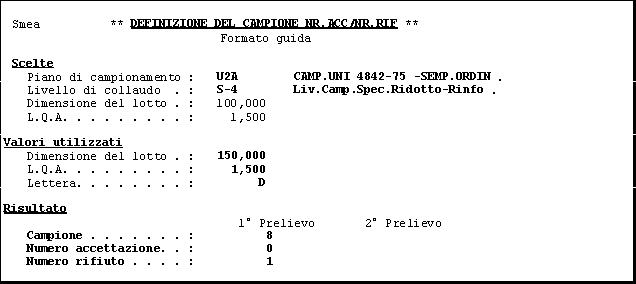 Smea ** DEFINIZIONE DEL CAMPIONE NR.ACC/NR.RIF **
Formato guida
Scelte
Piano di campionamento : U2A CAMP.UNI 4842-75 -SEMP.ORDIN .
Livello di collaudo . : S-4 Liv.Camp.Spec.Ridotto-Rinfo .
Dimensione del lotto . : 100,000
L.Q.A. . . . . . . . . : 1,500
Valori utilizzati
Dimensione del lotto . : 150,000
L.Q.A. . . . . . . . . : 1,500
Lettera. . . . . . . . : D
Risultato
1° Prelievo 2° Prelievo
Campione . . . . . . . : 8
Numero accettazione. . : 0
Numero rifiuto . . . . : 1